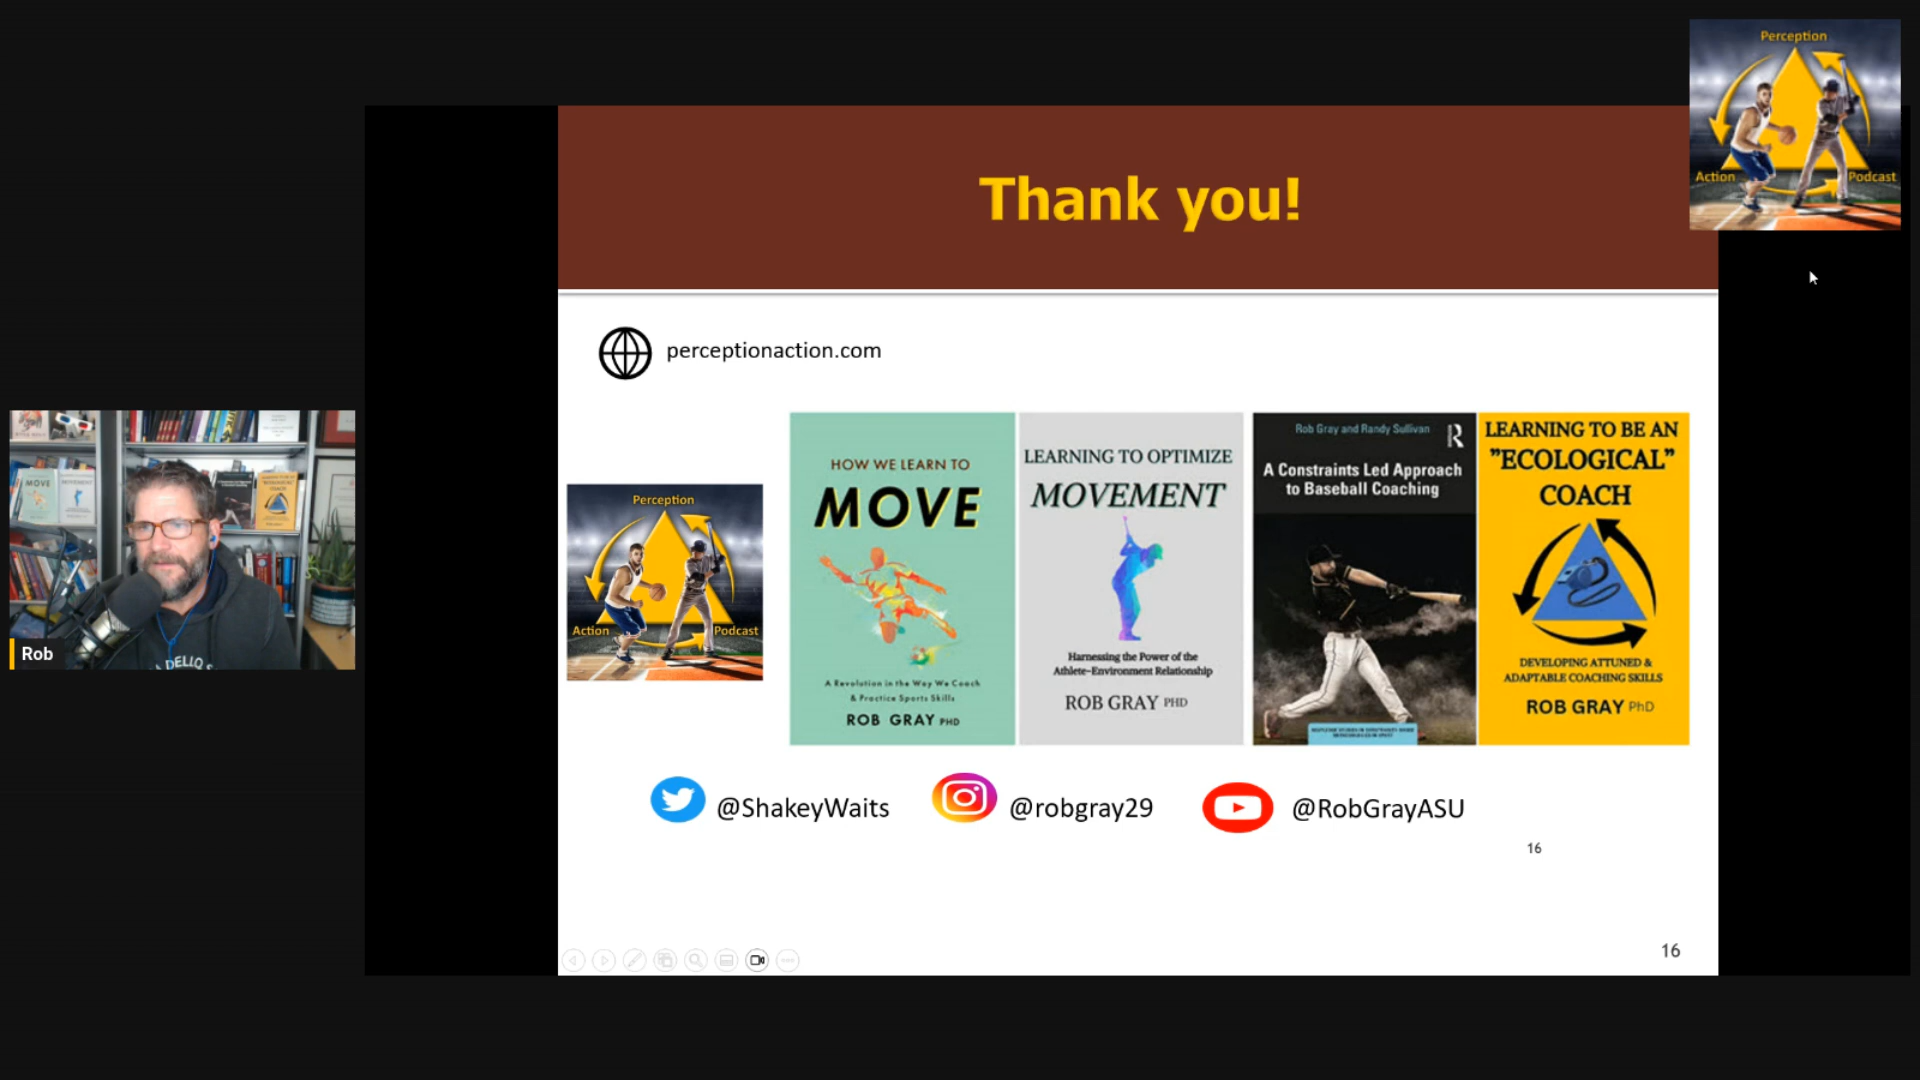 Perception
Action
Podcast
Thank you!
perceptionaction.com
Perception
Action
Podcast
HOW WE LEARN TO
MOVE
A Revolution in the Way We Coach
& Practice Sports Skills
ROB GRAY PHD
LEARNING TO OPTIMIZE
MOVEMENT
Harnessing the Power of the
Athlete-Environment Relationship
ROB GRAY PHD
Rob Gray and Randy Sullivan
R
A Constraints Led Approach
to Baseball Coaching
LEARNING TO BE AN
"ECOLOGICAL"
COACH
DEVELOPING ATTUNED &
ADAPTABLE COACHING SKILLS
ROB GRAY PhD
@ShakeyWaits
@robgray29
@RobGrayASU
16
16
Rob
MOVE
DELLO